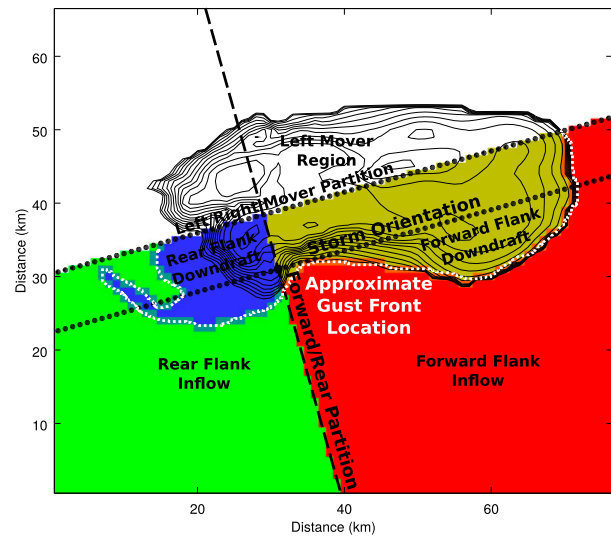 60
50
40
30
20
10
20
40
60
Distance (km)
Distance (km)
Left Mover
Region
Left/Right Mover Partition
Storm Orientation
Rear Flank
Downdraft
Forward Flank
Downdraft
Approximate
Gust Front
Location
Forward/Rear Partition
Rear Flank
Inflow
Forward Flank
Inflow